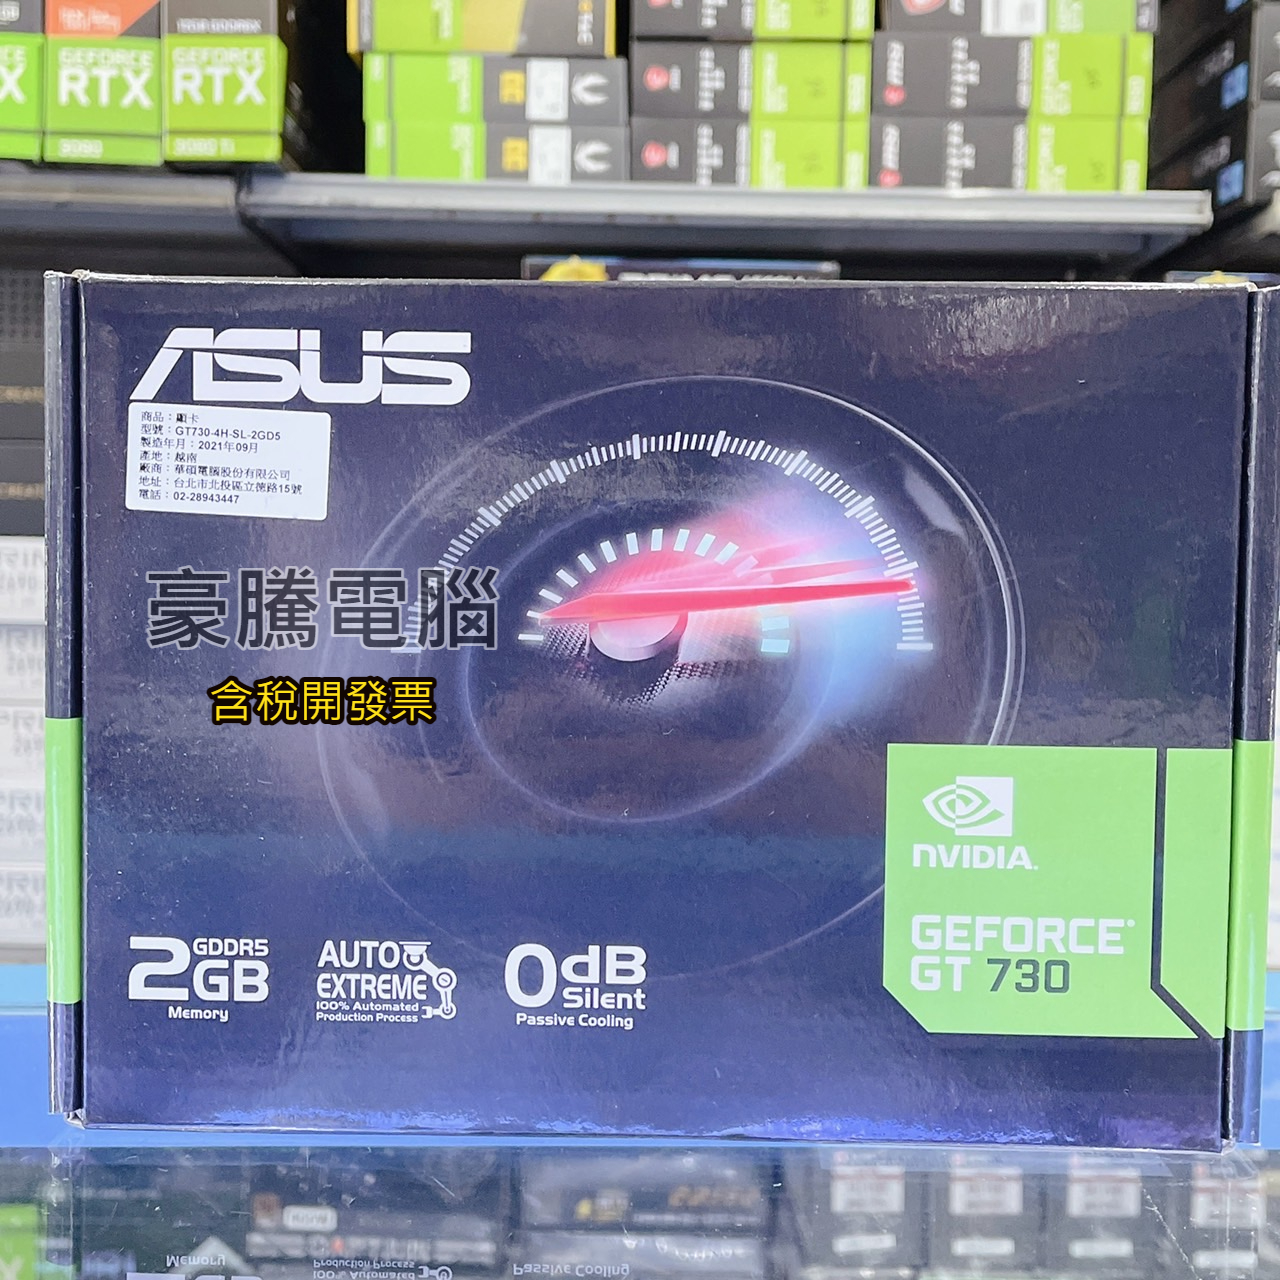 GEFORCE
RTX
GEFORCE
RTX
ASUS
商品：顯卡
型號：GT730-4H-SL-2GD5
製造年月：2021年09月
產地：越南
廠商：華碩電腦股份有限公司
地址：台北市北投區立德路15號
電話：02-28943447
豪騰電腦
含稅開發票
NVIDIA
GEFORCE
GT 730
2GB GDDR5
Memory
AUTO
EXTREME
100% Automated
Production Process
0dB
Silent
Passive Cooling